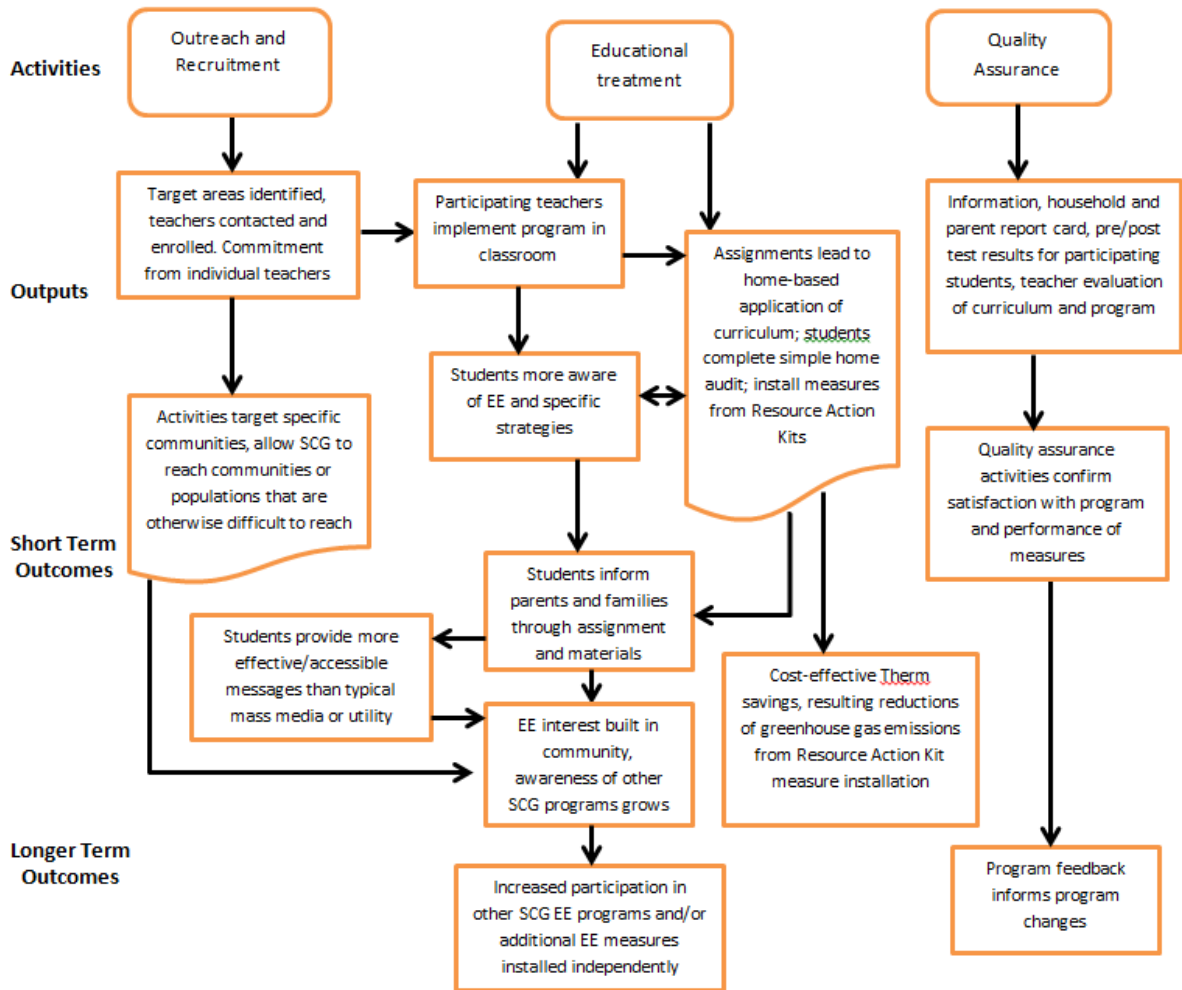 Activities
Outreach and
Recruitment
Educational
treatment
Quality
Assurance
Outputs
Target areas identified,
teachers contacted and
enrolled. Commitment
from individual teachers
Participating teachers
implement program in
classroom
Assignments lead to
home-based
application of
curriculum; students
complete simple home
audit; install measures
from Resource Action
Kits
Information, household and
parent report card, pre/post
test results for participating
students, teacher evaluation
of curriculum and program
Students more aware
of EE and specific
strategies
Activities target specific
communities, allow SCG to
reach communities or
populations that are
otherwise difficult to reach
Quality assurance
activities confirm
satisfaction with program
and performance of
measures
Short Term
Outcomes
Students inform
parents and families
through assignment
and materials
Students provide more
effective/accessible
messages than typical
mass media or utility
Cost-effective Therm
savings, resulting reductions
of greenhouse gas emissions
from Resource Action Kit
measure installation
EE interest built in
community,
awareness of other
SCG programs grows
Longer Term
Outcomes
Increased participation in
other SCG EE programs and/or
additional EE measures
installed independently
Program feedback
informs program
changes